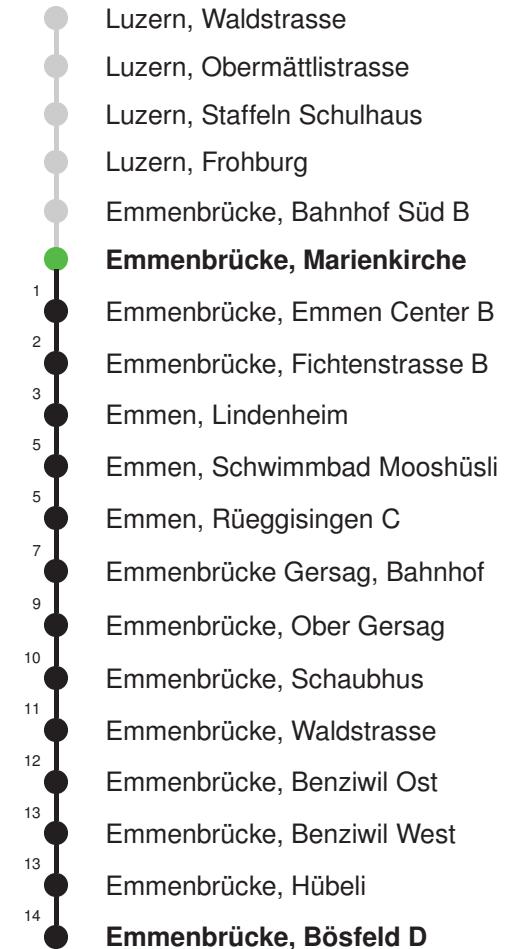 Luzern, Waldstrasse
Luzern, Obermättlistrasse
Luzern, Staffeln Schulhaus
Luzern, Frohburg
Emmenbrücke, Bahnhof Süd B
Emmenbrücke, Marienkirche
1 Emmenbrücke, Emmen Center B
2 Emmenbrücke, Fichtenstrasse B
3 Emmen, Lindenheim
5 Emmen, Schwimmbad Mooshüsli
5 Emmen, Rüeggisingen C
7 Emmenbrücke Gersag, Bahnhof
9 Emmenbrücke, Ober Gersag
10 Emmenbrücke, Schaubhus
11 Emmenbrücke, Waldstrasse
12 Emmenbrücke, Benziwil Ost
13 Emmenbrücke, Benziwil West
13 Emmenbrücke, Hübeli
14 Emmenbrücke, Bösfeld D